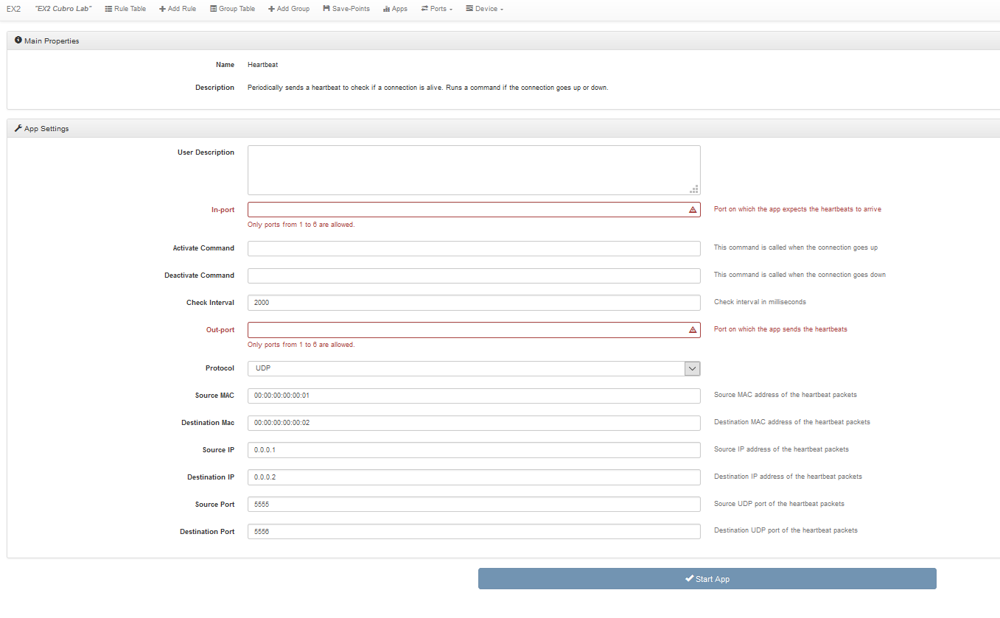 EX2 "EX2 Cubro Lab" Rule Table Add Rule Group Table Add Group Save-Points Apps Ports Device
Main Properties
Name Heartbeat
Description Periodically sends a heartbeat to check if a connection is alive. Runs a command if the connection goes up or down.
App Settings
User Description
In-port Port on which the app expects the heartbeats to arrive
Only ports from 1 to 6 are allowed.
Activate Command This command is called when the connection goes up
Deactivate Command This command is called when the connection goes down
Check Interval 2000 Check interval in milliseconds
Out-port Port on which the app sends the heartbeats
Only ports from 1 to 6 are allowed.
Protocol UDP
Source MAC 00:00:00:00:00:01 Source MAC address of the heartbeat packets
Destination Mac 00:00:00:00:00:02 Destination MAC address of the heartbeat packets
Source IP 0.0.0.1 Source IP address of the heartbeat packets
Destination IP 0.0.0.2 Destination IP address of the heartbeat packets
Source Port 5555 Source UDP port of the heartbeat packets
Destination Port 5556 Destination UDP port of the heartbeat packets
Start App